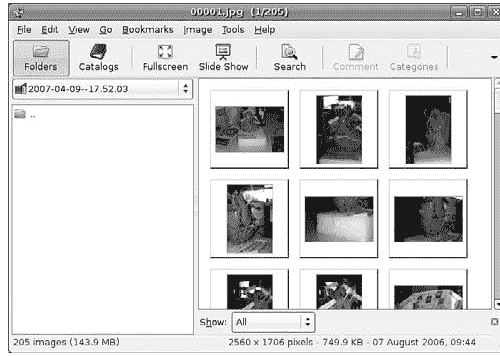 00001.jpg (1/205)
File Edit View Go Bookmarks Image Tools Help
Folders Catalogs Fullscreen Slide Show Search Comment Categories
2007-04-09--17.52.03
..
Show: All
205 images (143.9 MB) 2560 x 1706 pixels - 749.9 KB - 07 August 2006, 09:44